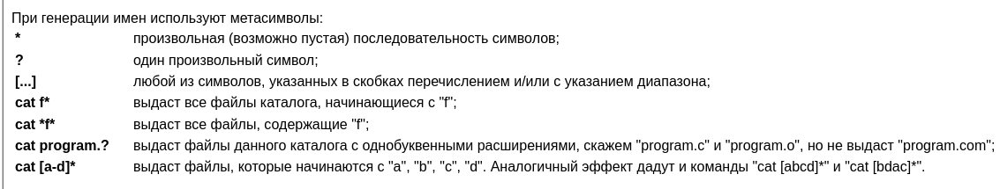 При генерации имен используют метасимволы:
* произвольная (возможно пустая) последовательность символов;
? один произвольный символ;
[...] любой из символов, указанных в скобках перечислением и/или с указанием диапазона;
cat f* выдаст все файлы каталога, начинающиеся с "f";
cat *f* выдаст все файлы, содержащие "f";
cat program.? выдаст файлы данного каталога с однобуквенными расширениями, скажем "program.c" и "program.o", но не выдаст "program.com";
cat [a-d]* выдаст файлы, которые начинаются с "a", "b", "c", "d". Аналогичный эффект дадут и команды "cat [abcd]*" и "cat [bdac]*".